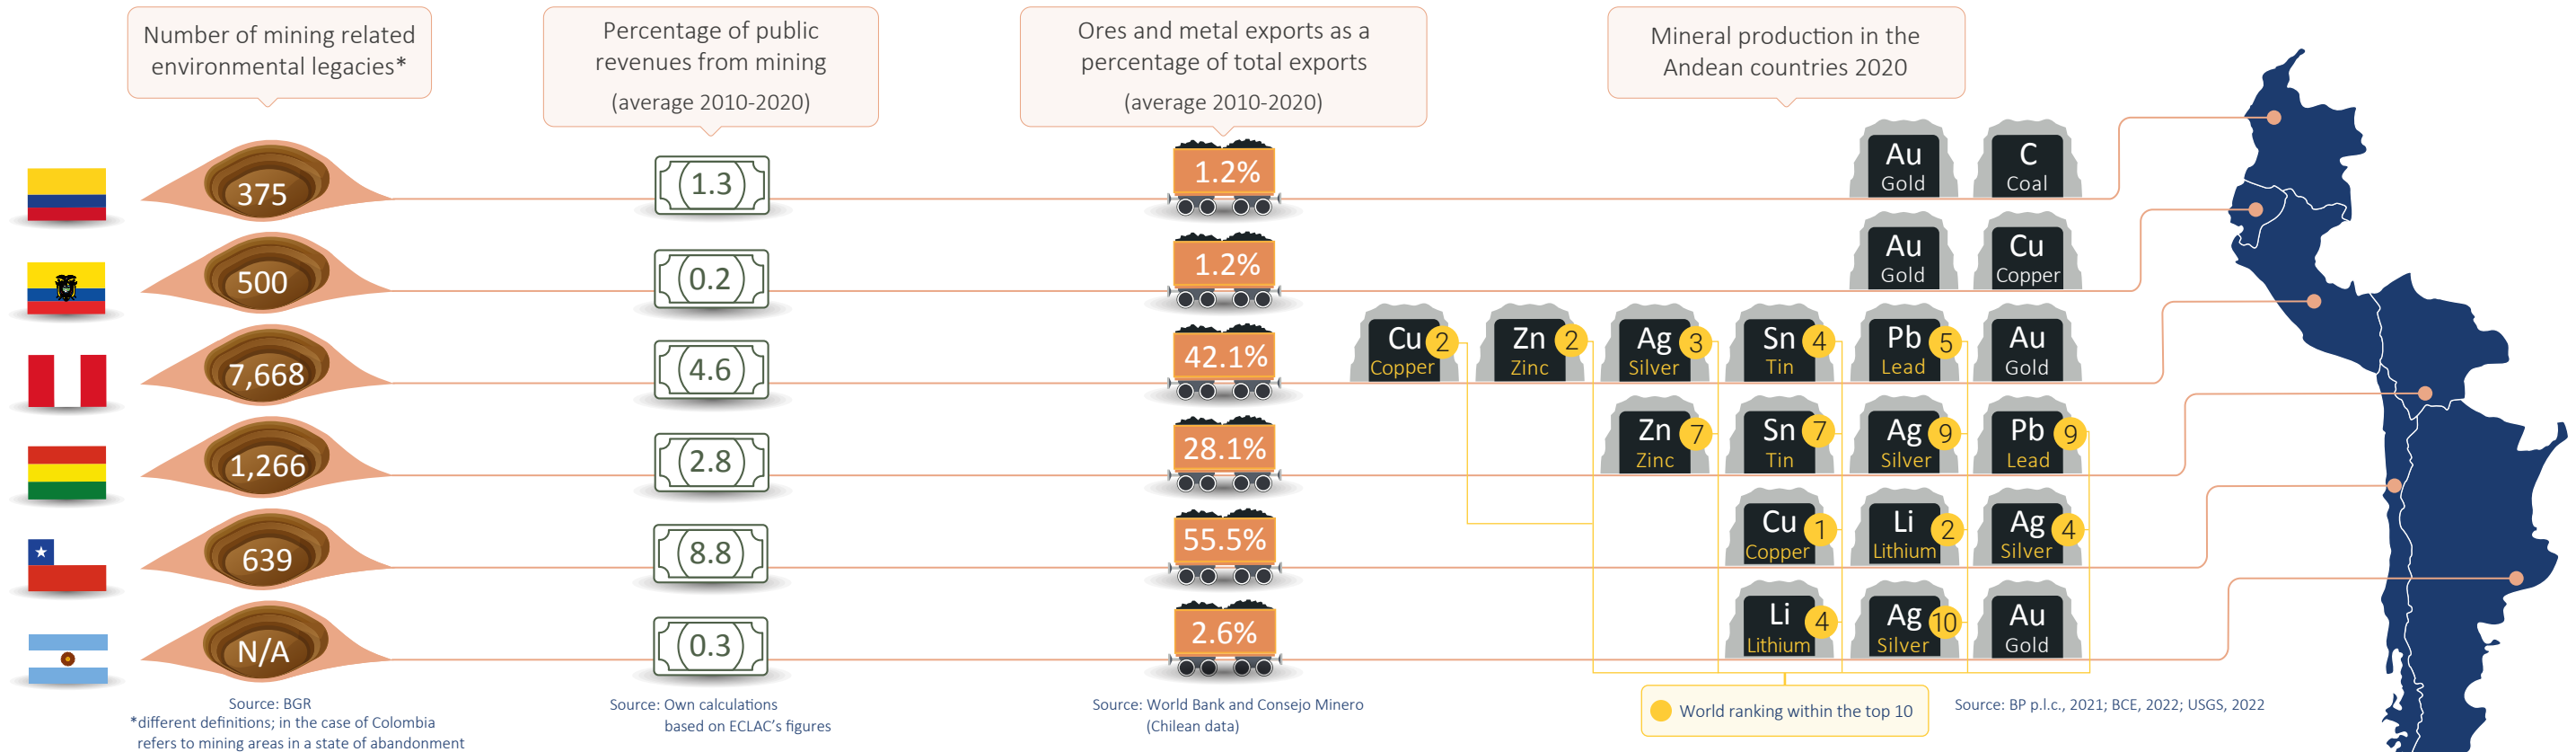 Number of mining related
environmental legacies*
Percentage of public
revenues from mining
(average 2010-2020)
Ores and metal exports as a
percentage of total exports
(average 2010-2020)
Mineral production in the
Andean countries 2020
375
1.3
1.2%
Au
Gold
C
Coal
500
0.2
1.2%
Au
Gold
Cu
Copper
7,668
4.6
42.1%
Cu 2
Copper
Zn 2
Zinc
Ag 3
Silver
Sn 4
Tin
Pb 5
Lead
Au
Gold
1,266
2.8
28.1%
Zn 7
Zinc
Sn 7
Tin
Ag 9
Silver
Pb 9
Lead
639
8.8
55.5%
Cu 1
Copper
Li 2
Lithium
Ag 4
Silver
N/A
0.3
2.6%
Li 4
Lithium
Ag 10
Silver
Au
Gold
Source: BGR
*different definitions; in the case of Colombia
refers to mining areas in a state of abandonment
Source: Own calculations
based on ECLAC's figures
Source: World Bank and Consejo Minero
(Chilean data)
World ranking within the top 10
Source: BP p.l.c., 2021; BCE, 2022; USGS, 2022